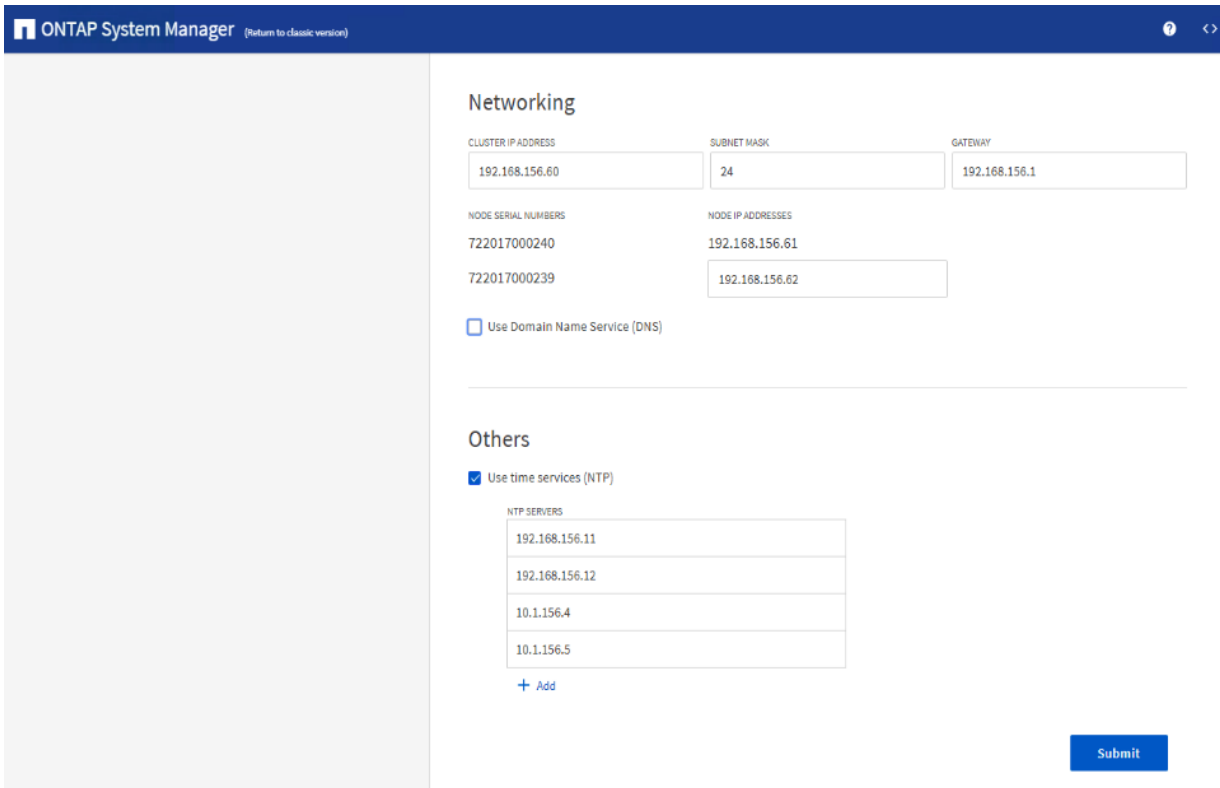 ONTAP System Manager (Return to classic version)
Networking
CLUSTER IP ADDRESS SUBNET MASK GATEWAY
192.168.156.60 24 192.168.156.1
NODE SERIAL NUMBERS NODE IP ADDRESSES
722017000240 192.168.156.61
722017000239 192.168.156.62
Use Domain Name Service (DNS)
Others
Use time services (NTP)
NTP SERVERS
192.168.156.11
192.168.156.12
10.1.156.4
10.1.156.5
+ Add
Submit